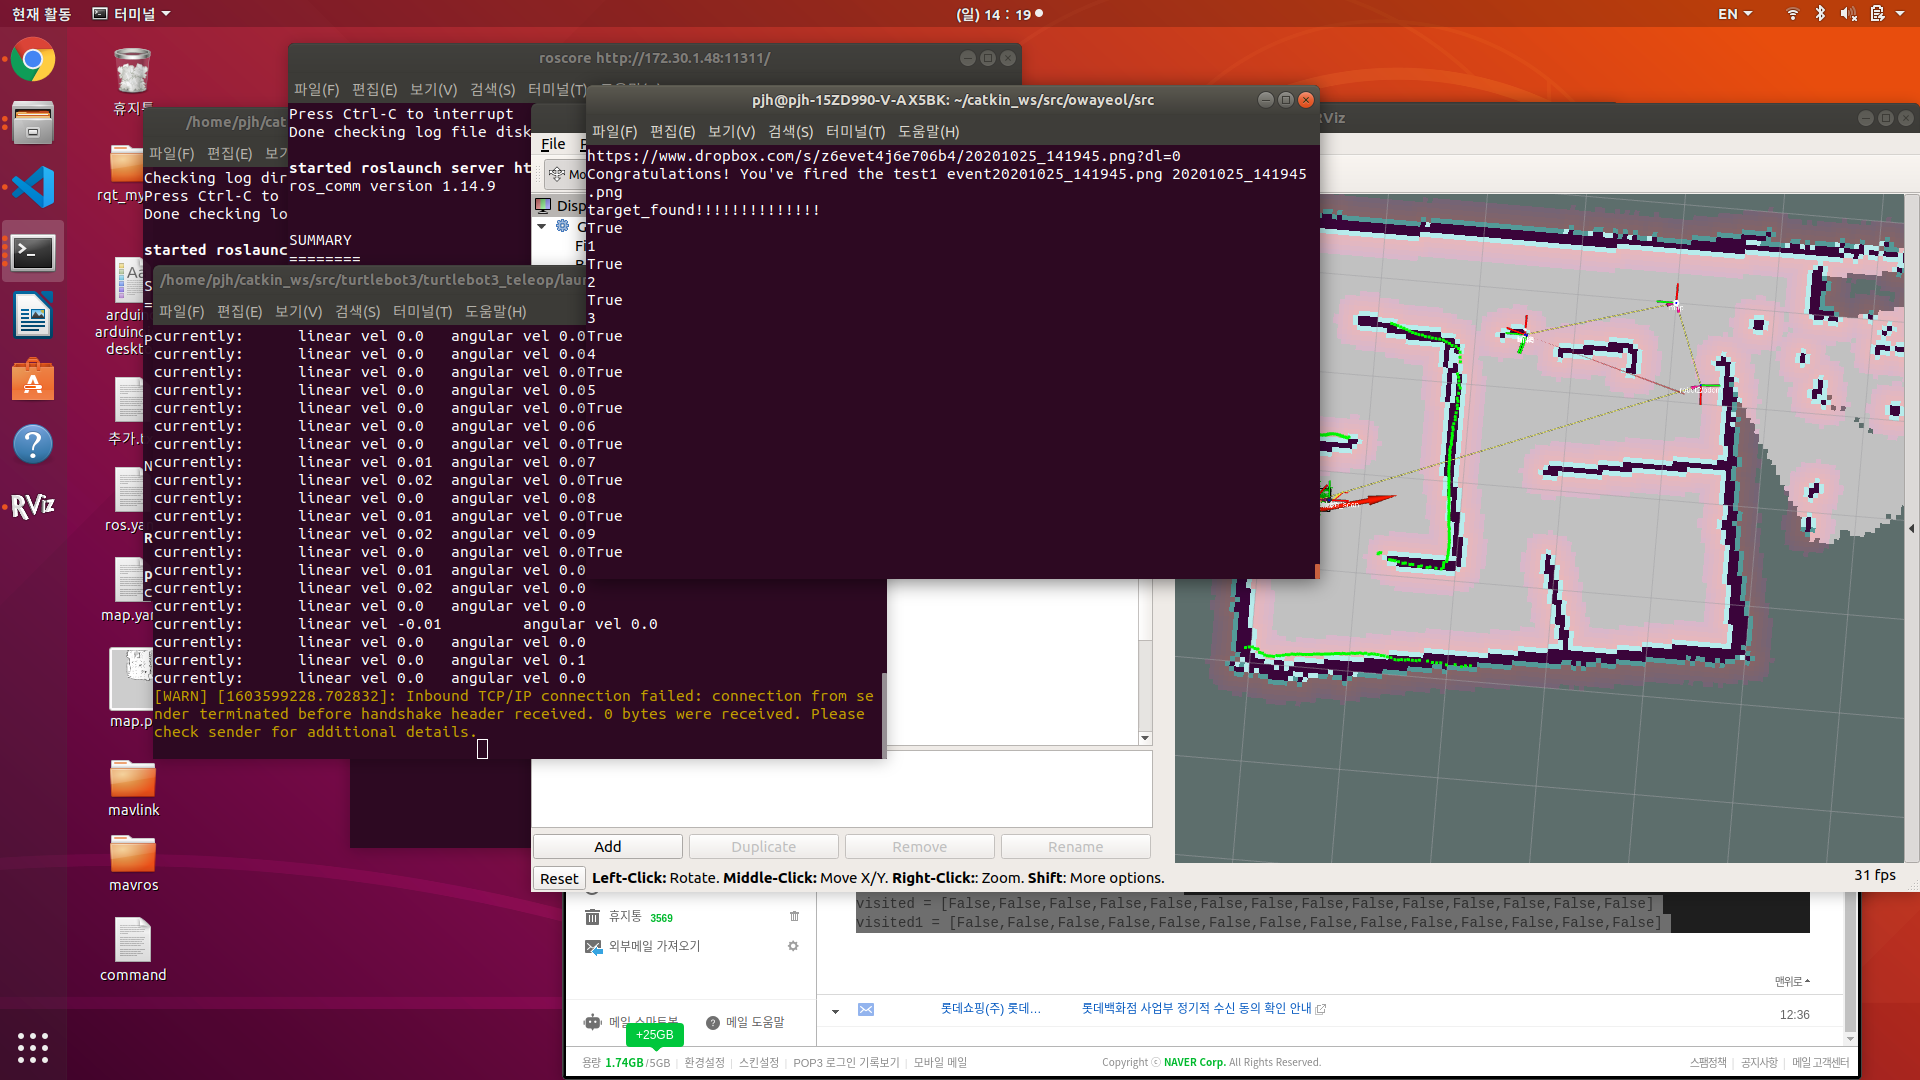 현재 활동
터미널
(일) 14 : 19
EN
휴지통
roscore http://172.30.1.48:11311/
파일(F) 편집(E) 보기(V) 검색(S) 터미널(T)
Press Ctrl-C to interrupt
Done checking log file disk
started roslaunch server ht
ros_comm version 1.14.9
SUMMARY
========
/home/pjh/cat
파일(F) 편집(E) 보기
Checking log dir
Press Ctrl-C to
Done checking lo
started roslaunc
pjh@pjh-15ZD990-V-AX5BK: ~/catkin_ws/src/owayeol/src
파일(F) 편집(E) 보기(V) 검색(S) 터미널(T) 도움말(H)
https://www.dropbox.com/s/z6evet4j6e706b4/20201025_141945.png?dl=0
Congratulations! You've fired the test1 event20201025_141945.png 20201025_141945
.png
target_found!!!!!!!!!!!!!!
True
1
True
2
True
3
True
4
True
5
True
6
True
7
True
8
True
9
True
/home/pjh/catkin_ws/src/turtlebot3/turtlebot3_teleop/laun
파일(F) 편집(E) 보기(V) 검색(S) 터미널(T) 도움말(H)
currently: linear vel 0.0 angular vel 0.0
currently: linear vel 0.0 angular vel 0.0
currently: linear vel 0.0 angular vel 0.0
currently: linear vel 0.0 angular vel 0.0
currently: linear vel 0.0 angular vel 0.0
currently: linear vel 0.0 angular vel 0.0
currently: linear vel 0.0 angular vel 0.0
currently: linear vel 0.01 angular vel 0.0
currently: linear vel 0.02 angular vel 0.0
currently: linear vel 0.0 angular vel 0.0
currently: linear vel 0.01 angular vel 0.0
currently: linear vel 0.02 angular vel 0.0
currently: linear vel 0.0 angular vel 0.0
currently: linear vel 0.01 angular vel 0.0
currently: linear vel 0.02 angular vel 0.0
currently: linear vel 0.0 angular vel 0.0
currently: linear vel -0.01 angular vel 0.0
currently: linear vel 0.0 angular vel 0.0
currently: linear vel 0.0 angular vel 0.1
currently: linear vel 0.0 angular vel 0.0
[WARN] [1603599228.702832]: Inbound TCP/IP connection failed: connection from se
nder terminated before handshake header received. 0 bytes were received. Please
check sender for additional details.
RViz
File
Mo
Disp
Add
Duplicate
Remove
Rename
Reset
Left-Click: Rotate. Middle-Click: Move X/Y. Right-Click:: Zoom. Shift: More options.
31 fps
rqt_my
arduin
arduino
deskto
추가.t
ros.ya
map.yar
map.p
mavlink
mavros
command
RViz
visited = [False,False,False,False,False,False,False,False,False,False,False,False,False,False]
visited1 = [False,False,False,False,False,False,False,False,False,False,False,False,False,False]
휴지통 3569
외부메일 가져오기
맨위로
롯데쇼핑(주) 롯데... 롯데백화점 사업부 정기적 수신 동의 확인 안내
12:36
메일 스마트봇
메일 도움말
+25GB
용량 1.74GB/5GB 환경설정 스킨설정 POP3 로그인 기록보기 모바일 메일
Copyright ⓒ NAVER Corp. All Rights Reserved.
스팸정책 공지사항 메일 고객센터